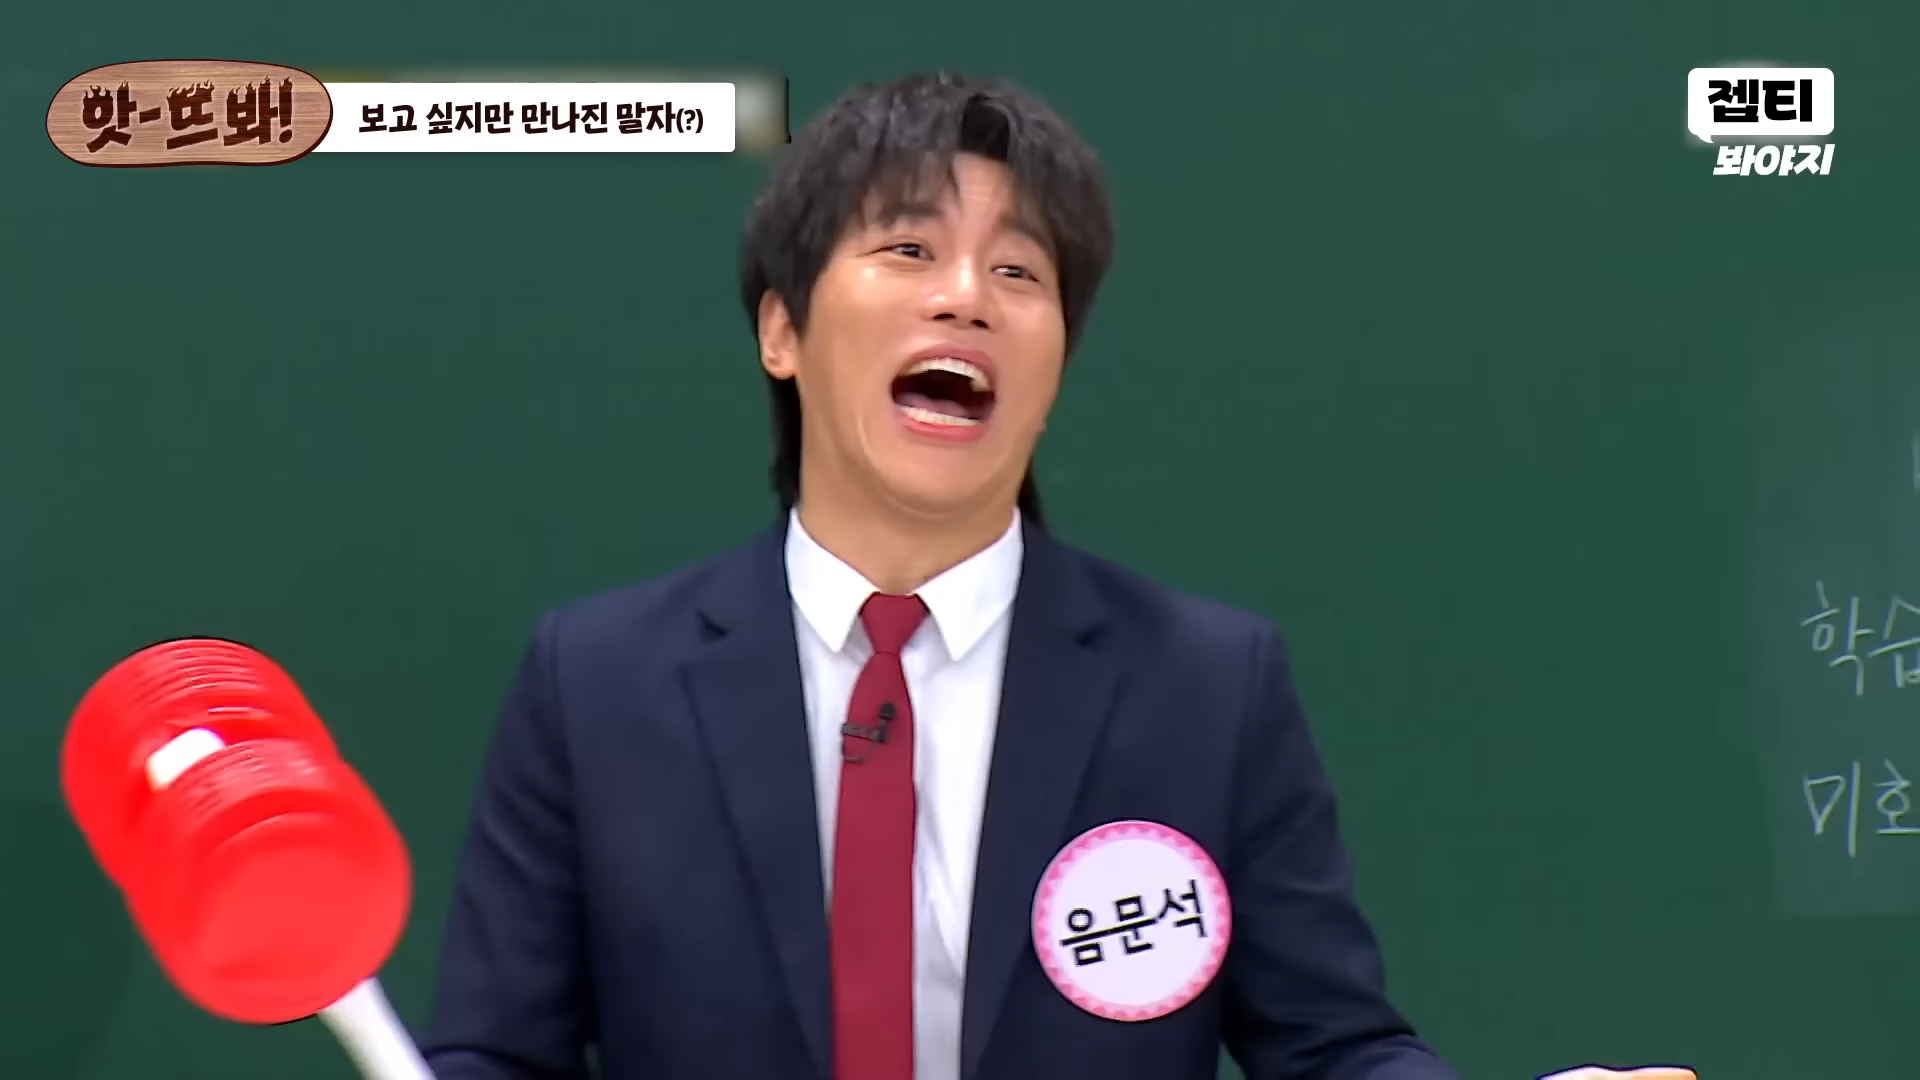 앗-뜨봐!
보고 싶지만 만나진 말자(?)
젭티
봐야지
학습
미호
음문석